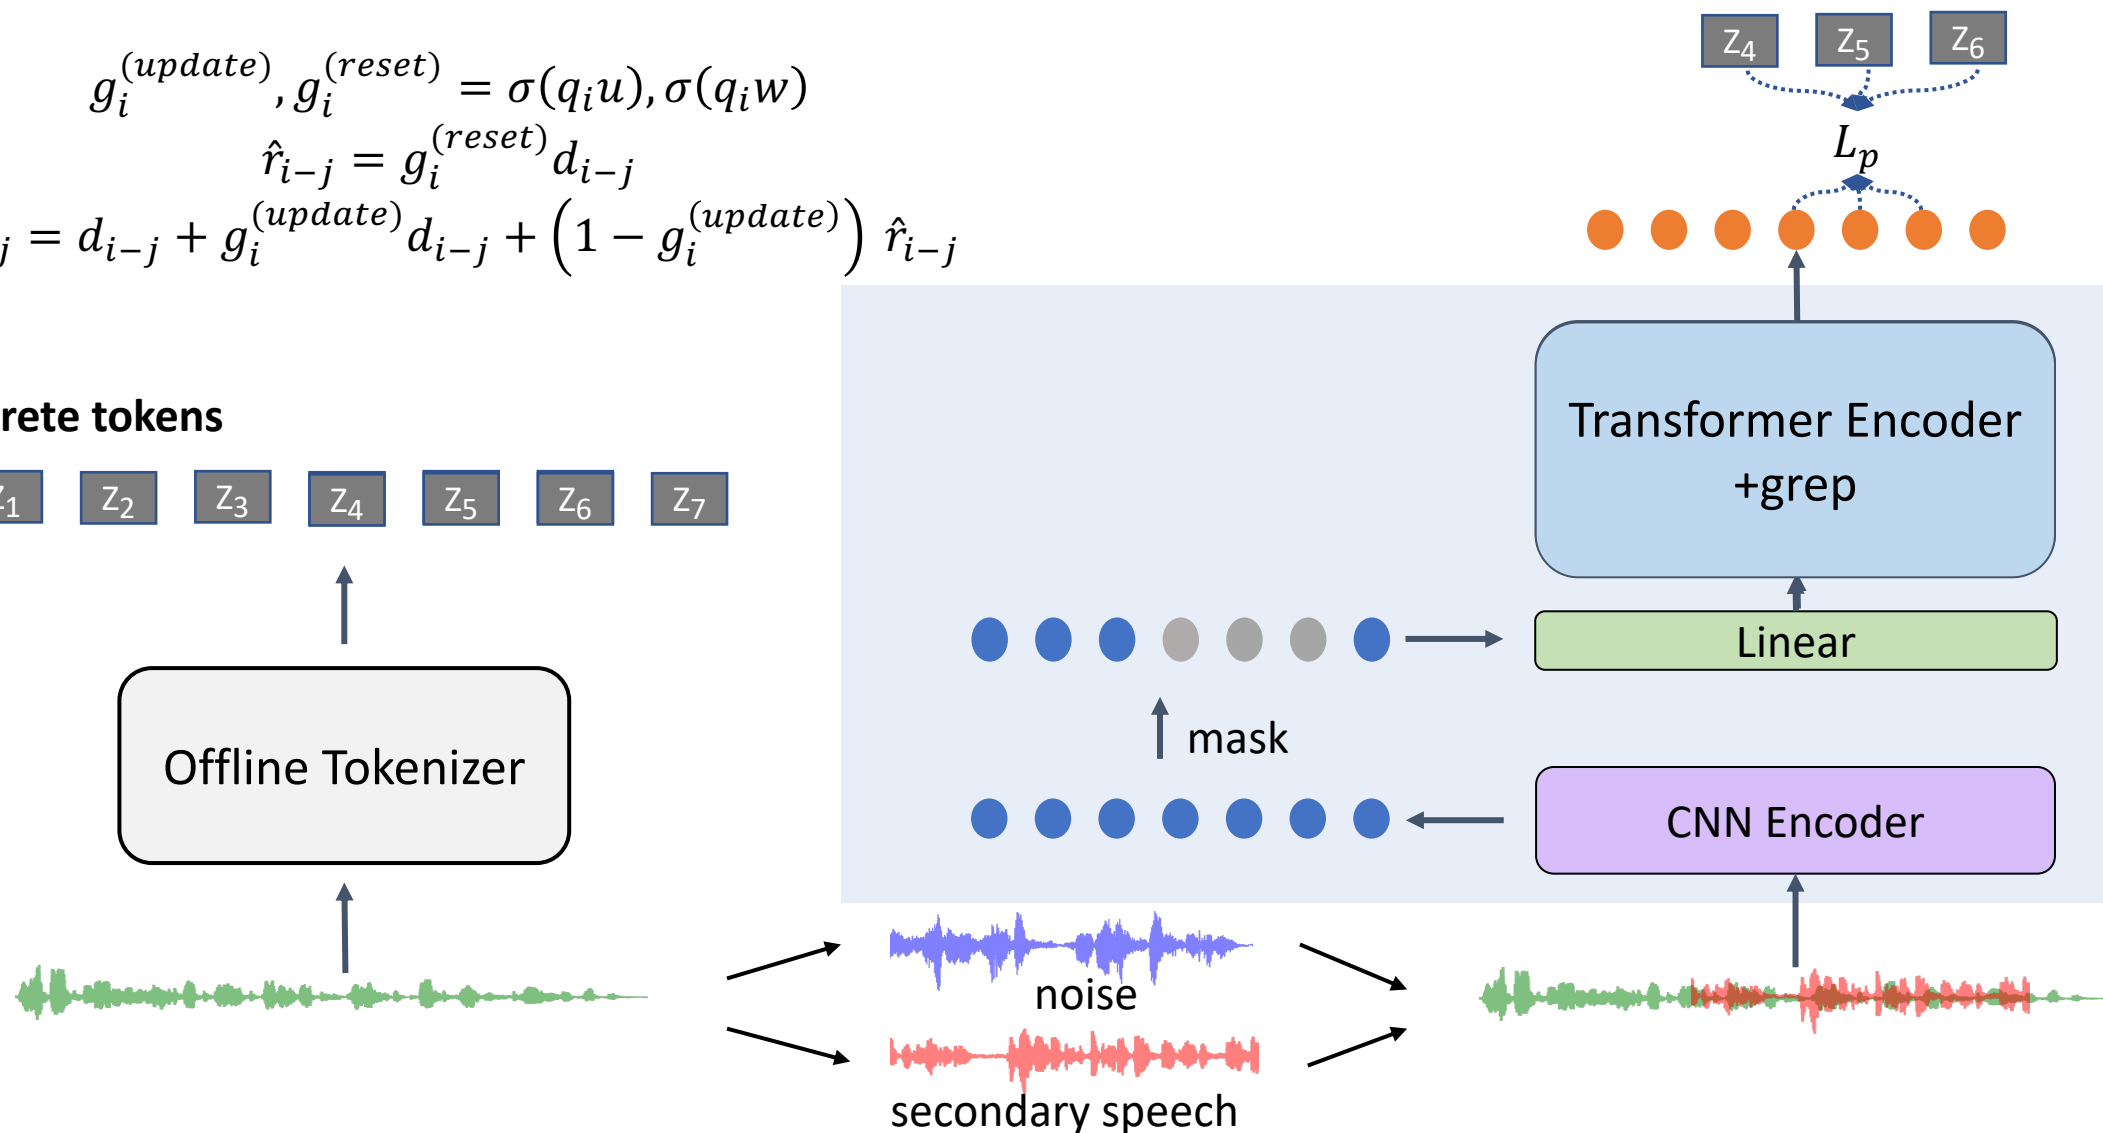 g_i^{(update)}, g_i^{(reset)} = σ(q_i u), σ(q_i w)
r̂_{i−j} = g_i^{(reset)} d_{i−j}
_j = d_{i−j} + g_i^{(update)} d_{i−j} + (1 − g_i^{(update)}) r̂_{i−j}
Z4 Z5 Z6
L_p
rete tokens
Z1 Z2 Z3 Z4 Z5 Z6 Z7
Offline Tokenizer
Transformer Encoder
+grep
Linear
mask
CNN Encoder
noise
secondary speech